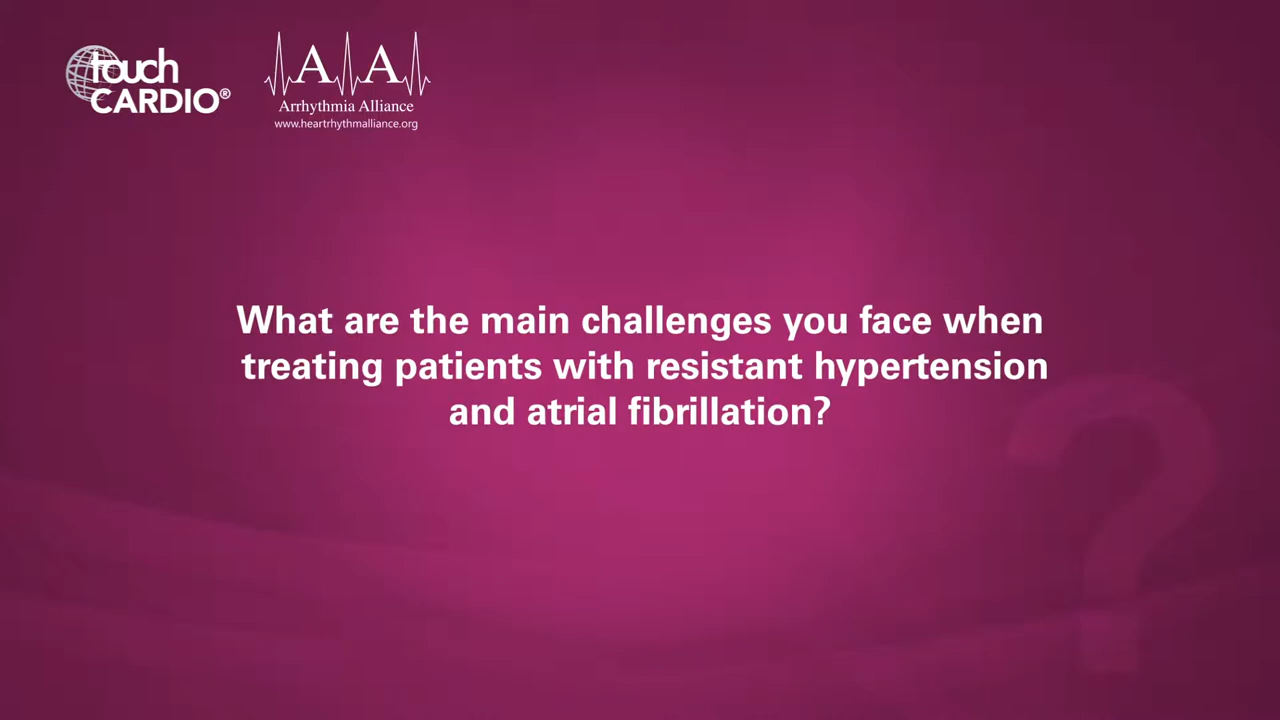 touch
CARDIO®
A A
Arrhythmia Alliance
www.heartrhythmalliance.org
What are the main challenges you face when
treating patients with resistant hypertension
and atrial fibrillation?
?